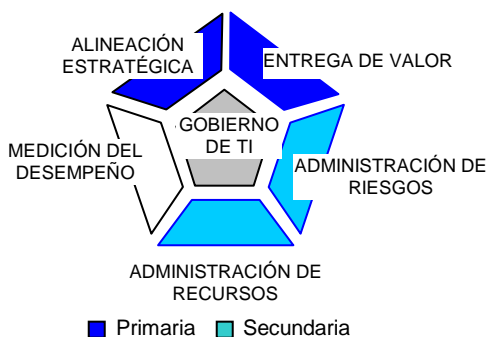 ALINEACIÓN
ESTRATÉGICA
ENTREGA DE VALOR
GOBIERNO
DE TI
MEDICIÓN DEL
DESEMPEÑO
ADMINISTRACIÓN DE
RIESGOS
ADMINISTRACIÓN DE
RECURSOS
Primaria Secundaria